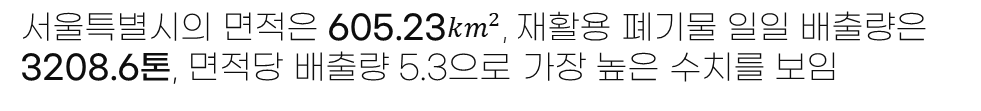 서울특별시의 면적은 605.23km², 재활용 폐기물 일일 배출량은
3208.6톤, 면적당 배출량 5.3으로 가장 높은 수치를 보임